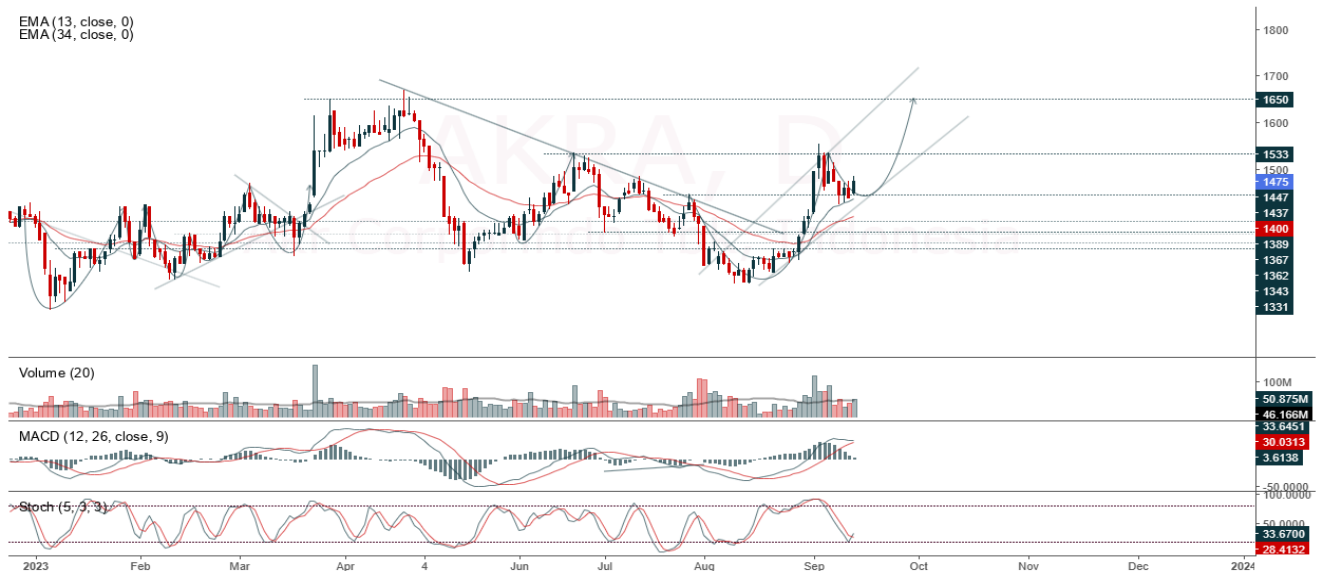 EMA (13, close, 0)
EMA (34, close, 0)
AKRA, D
1800
1700
1650
1600
1533
1500
1475
1447
1437
1400
1389
1367
1362
1343
1331
Volume (20)
100M
50.875M
46.166M
MACD (12, 26, close, 9)
33.6451
30.0313
3.6138
-50.0000
Stoch (5, 3, 3)
100.0000
50.0000
33.6700
28.4132
2023 Feb Mar Apr 4 Jun Jul Aug Sep Oct Nov Dec 2024